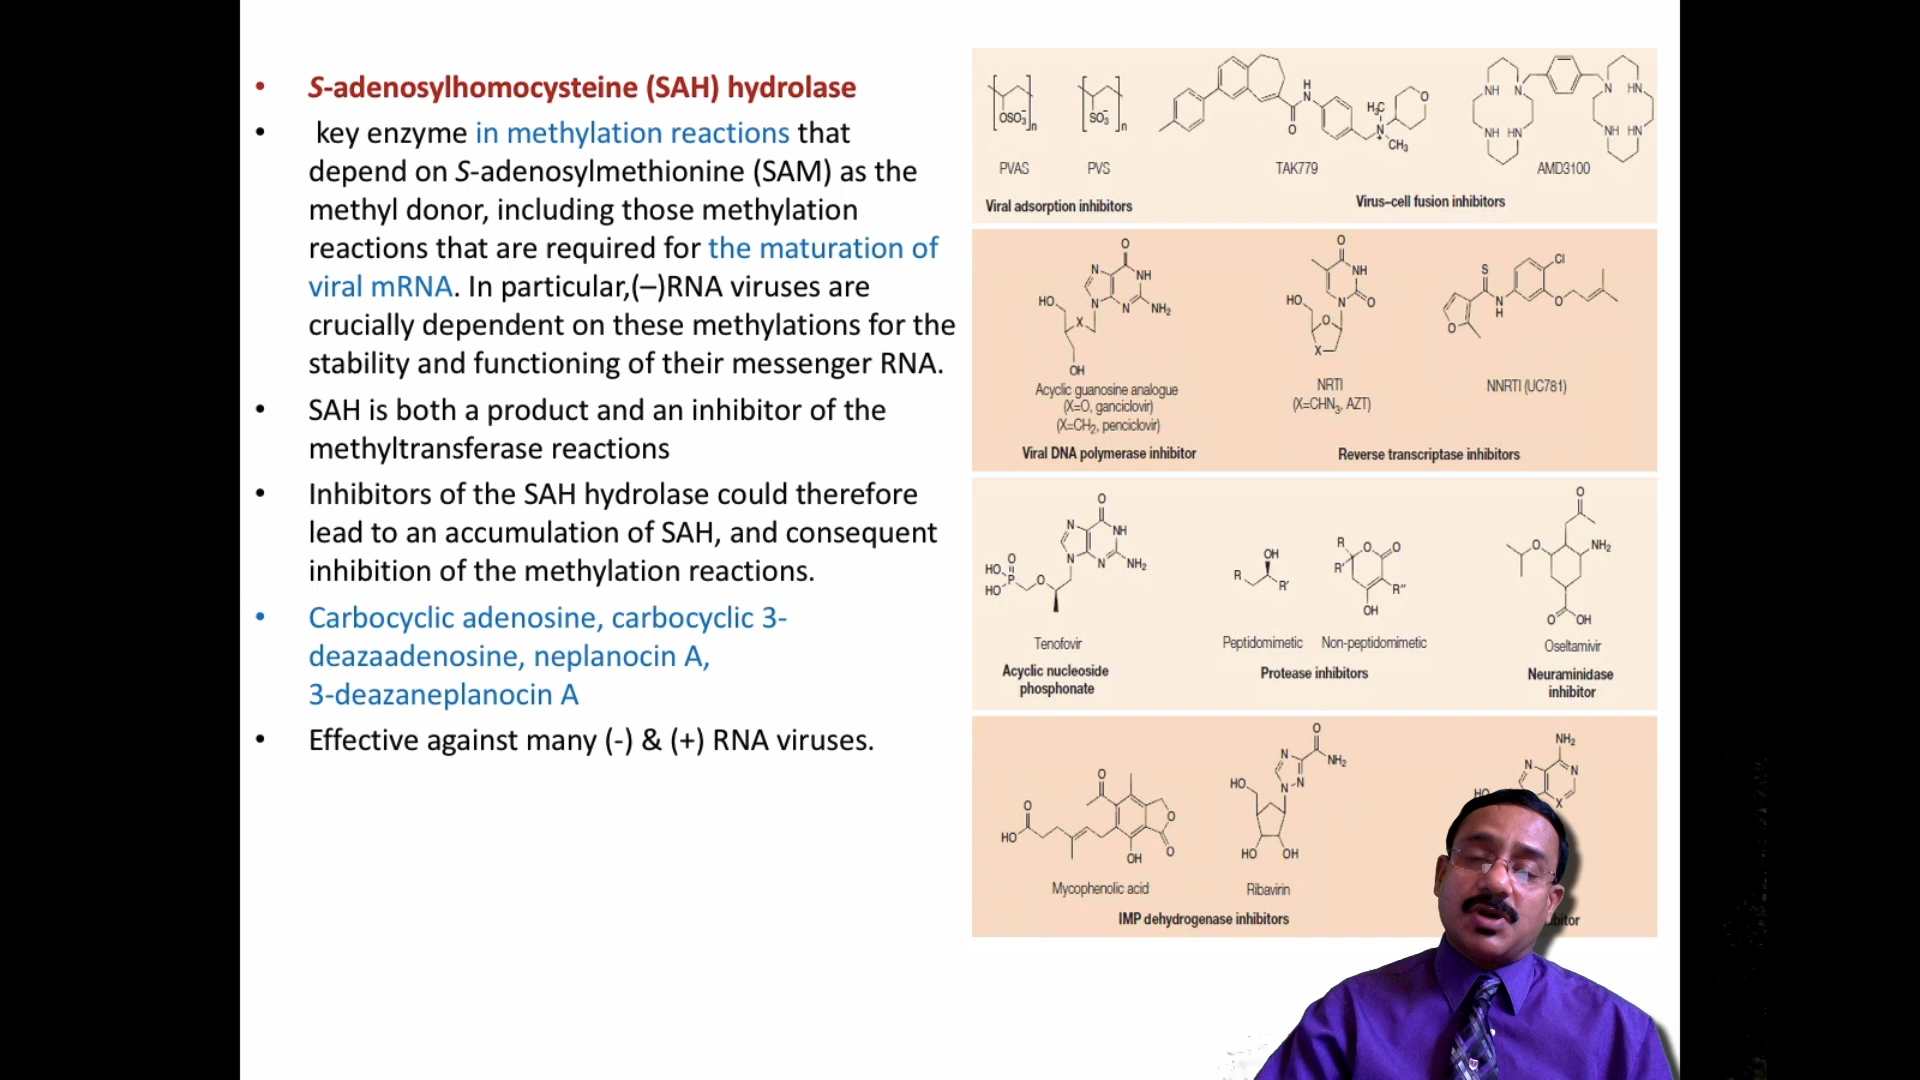 • S-adenosylhomocysteine (SAH) hydrolase
• key enzyme in methylation reactions that
depend on S-adenosylmethionine (SAM) as the
methyl donor, including those methylation
reactions that are required for the maturation of
viral mRNA. In particular,(–)RNA viruses are
crucially dependent on these methylations for the
stability and functioning of their messenger RNA.
• SAH is both a product and an inhibitor of the
methyltransferase reactions
• Inhibitors of the SAH hydrolase could therefore
lead to an accumulation of SAH, and consequent
inhibition of the methylation reactions.
• Carbocyclic adenosine, carbocyclic 3-
deazaadenosine, neplanocin A,
3-deazaneplanocin A
• Effective against many (-) & (+) RNA viruses.
PVAS
PVS
TAK779
AMD3100
Viral adsorption inhibitors
Virus–cell fusion inhibitors
Acyclic guanosine analogue
(X=O, ganciclovir)
(X=CH₂, penciclovir)
Viral DNA polymerase inhibitor
NRTI
(X=CHN₃, AZT)
NNRTI (UC781)
Reverse transcriptase inhibitors
Tenofovir
Acyclic nucleoside
phosphonate
Peptidomimetic
Non-peptidomimetic
Protease inhibitors
Oseltamivir
Neuraminidase
inhibitor
Mycophenolic acid
Ribavirin
IMP dehydrogenase inhibitors